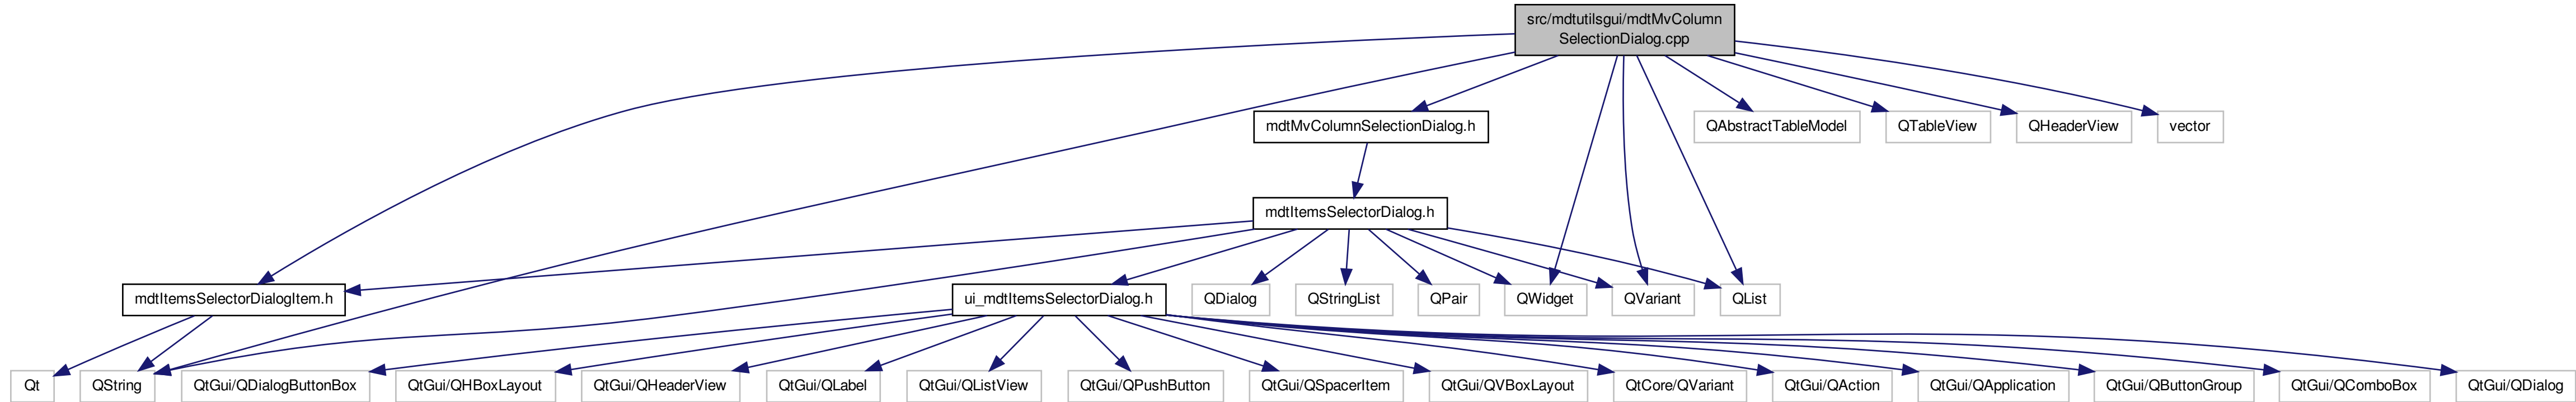 src/mdtutilsgui/mdtMvColumn
SelectionDialog.cpp
mdtMvColumnSelectionDialog.h
QAbstractTableModel
QTableView
QHeaderView
vector
mdtItemsSelectorDialog.h
mdtItemsSelectorDialogItem.h
ui_mdtItemsSelectorDialog.h
QDialog
QStringList
QPair
QWidget
QVariant
QList
Qt
QString
QtGui/QDialogButtonBox
QtGui/QHBoxLayout
QtGui/QHeaderView
QtGui/QLabel
QtGui/QListView
QtGui/QPushButton
QtGui/QSpacerItem
QtGui/QVBoxLayout
QtCore/QVariant
QtGui/QAction
QtGui/QApplication
QtGui/QButtonGroup
QtGui/QComboBox
QtGui/QDialog